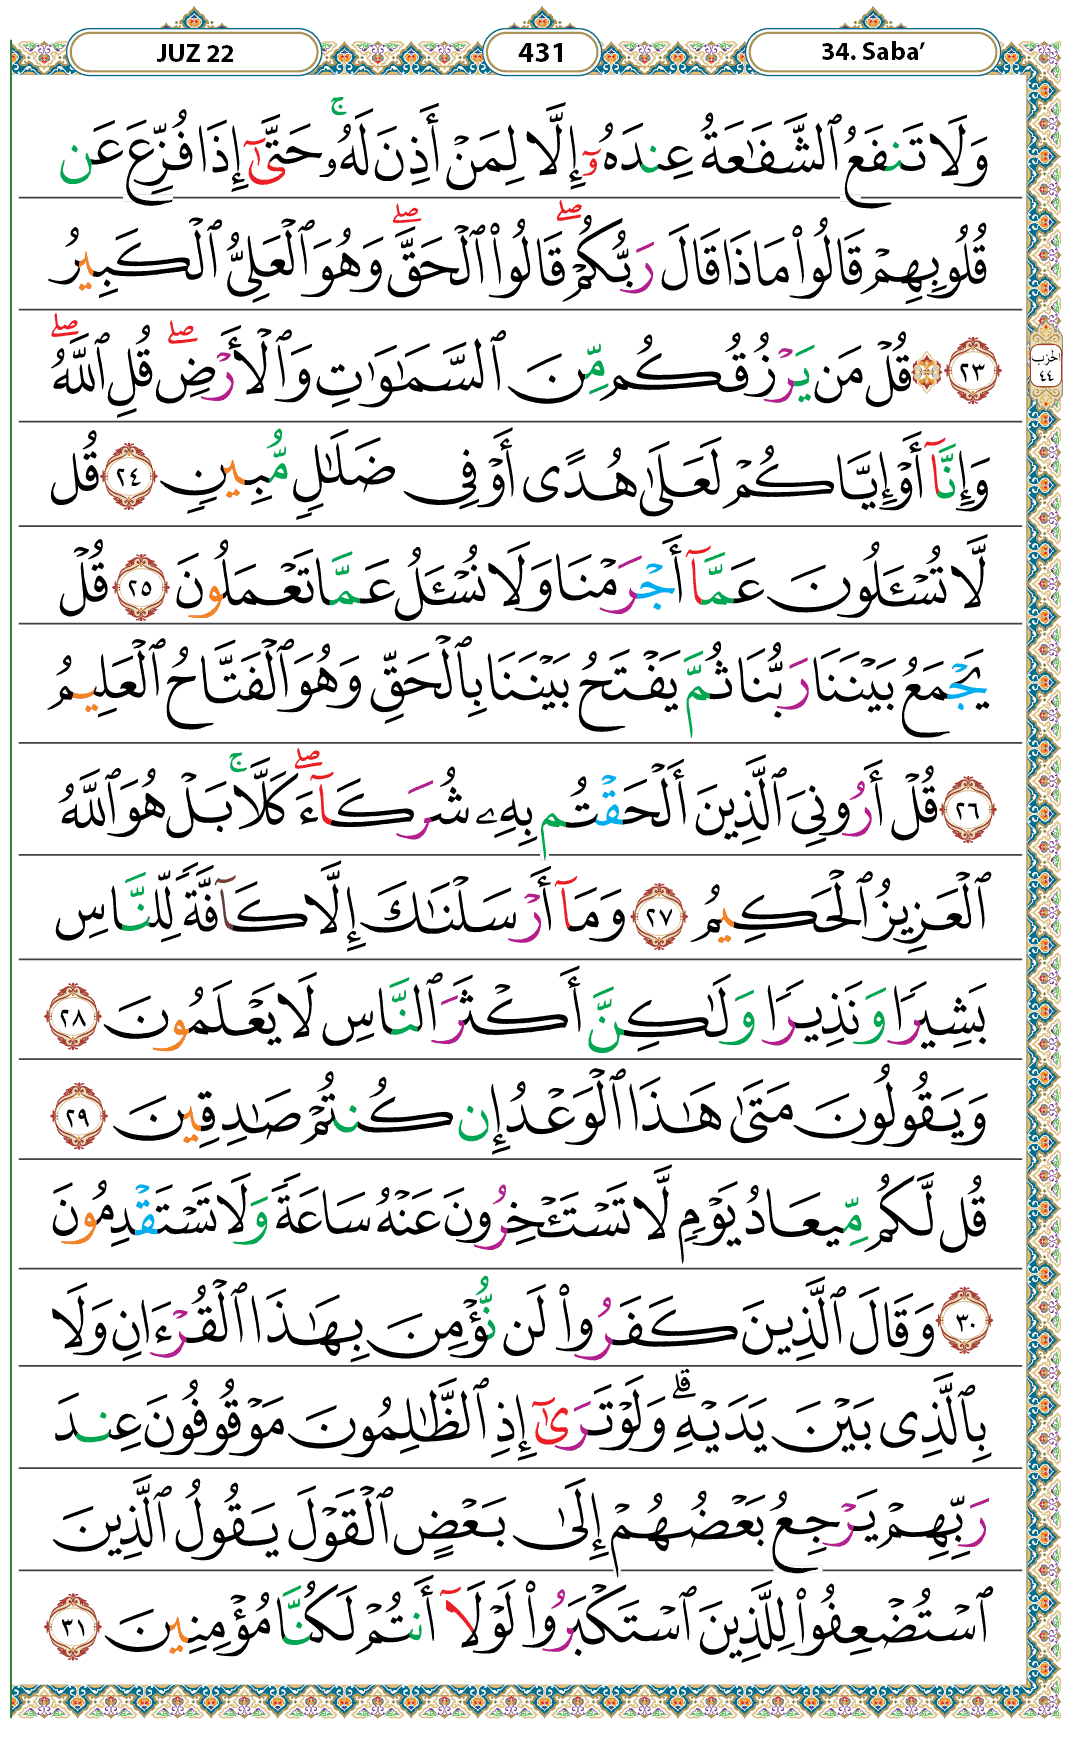 JUZ 22
431
34. Saba’
وَلَا تَنفَعُ ٱلشَّفَٰعَةُ عِندَهُۥٓ إِلَّا لِمَنْ أَذِنَ لَهُۥ ۚ حَتَّىٰٓ إِذَا فُزِّعَ عَن
قُلُوبِهِمْ قَالُوا۟ مَاذَا قَالَ رَبُّكُمْ ۖ قَالُوا۟ ٱلْحَقَّ ۖ وَهُوَ ٱلْعَلِىُّ ٱلْكَبِيرُ
٢٣ ۞ قُلْ مَن يَرْزُقُكُم مِّنَ ٱلسَّمَٰوَٰتِ وَٱلْأَرْضِ ۖ قُلِ ٱللَّهُ ۖ
الحزب
٤٤
وَإِنَّآ أَوْ إِيَّاكُمْ لَعَلَىٰ هُدًى أَوْ فِى ضَلَٰلٍ مُّبِينٍ ٢٤ قُل
لَّا تُسْـَٔلُونَ عَمَّآ أَجْرَمْنَا وَلَا نُسْـَٔلُ عَمَّا تَعْمَلُونَ ٢٥ قُلْ
يَجْمَعُ بَيْنَنَا رَبُّنَا ثُمَّ يَفْتَحُ بَيْنَنَا بِٱلْحَقِّ وَهُوَ ٱلْفَتَّاحُ ٱلْعَلِيمُ
٢٦ قُلْ أَرُونِىَ ٱلَّذِينَ أَلْحَقْتُم بِهِۦ شُرَكَآءَ ۖ كَلَّا ۚ بَلْ هُوَ ٱللَّهُ
ٱلْعَزِيزُ ٱلْحَكِيمُ ٢٧ وَمَآ أَرْسَلْنَٰكَ إِلَّا كَآفَّةً لِّلنَّاسِ
بَشِيرًا وَنَذِيرًا وَلَٰكِنَّ أَكْثَرَ ٱلنَّاسِ لَا يَعْلَمُونَ ٢٨
وَيَقُولُونَ مَتَىٰ هَٰذَا ٱلْوَعْدُ إِن كُنتُمْ صَٰدِقِينَ ٢٩
قُل لَّكُم مِّيعَادُ يَوْمٍ لَّا تَسْتَـْٔخِرُونَ عَنْهُ سَاعَةً وَلَا تَسْتَقْدِمُونَ
٣٠ وَقَالَ ٱلَّذِينَ كَفَرُوا۟ لَن نُّؤْمِنَ بِهَٰذَا ٱلْقُرْءَانِ وَلَا
بِٱلَّذِى بَيْنَ يَدَيْهِ ۗ وَلَوْ تَرَىٰٓ إِذِ ٱلظَّٰلِمُونَ مَوْقُوفُونَ عِندَ
رَبِّهِمْ يَرْجِعُ بَعْضُهُمْ إِلَىٰ بَعْضٍ ٱلْقَوْلَ يَقُولُ ٱلَّذِينَ
ٱسْتُضْعِفُوا۟ لِلَّذِينَ ٱسْتَكْبَرُوا۟ لَوْلَآ أَنتُمْ لَكُنَّا مُؤْمِنِينَ ٣١